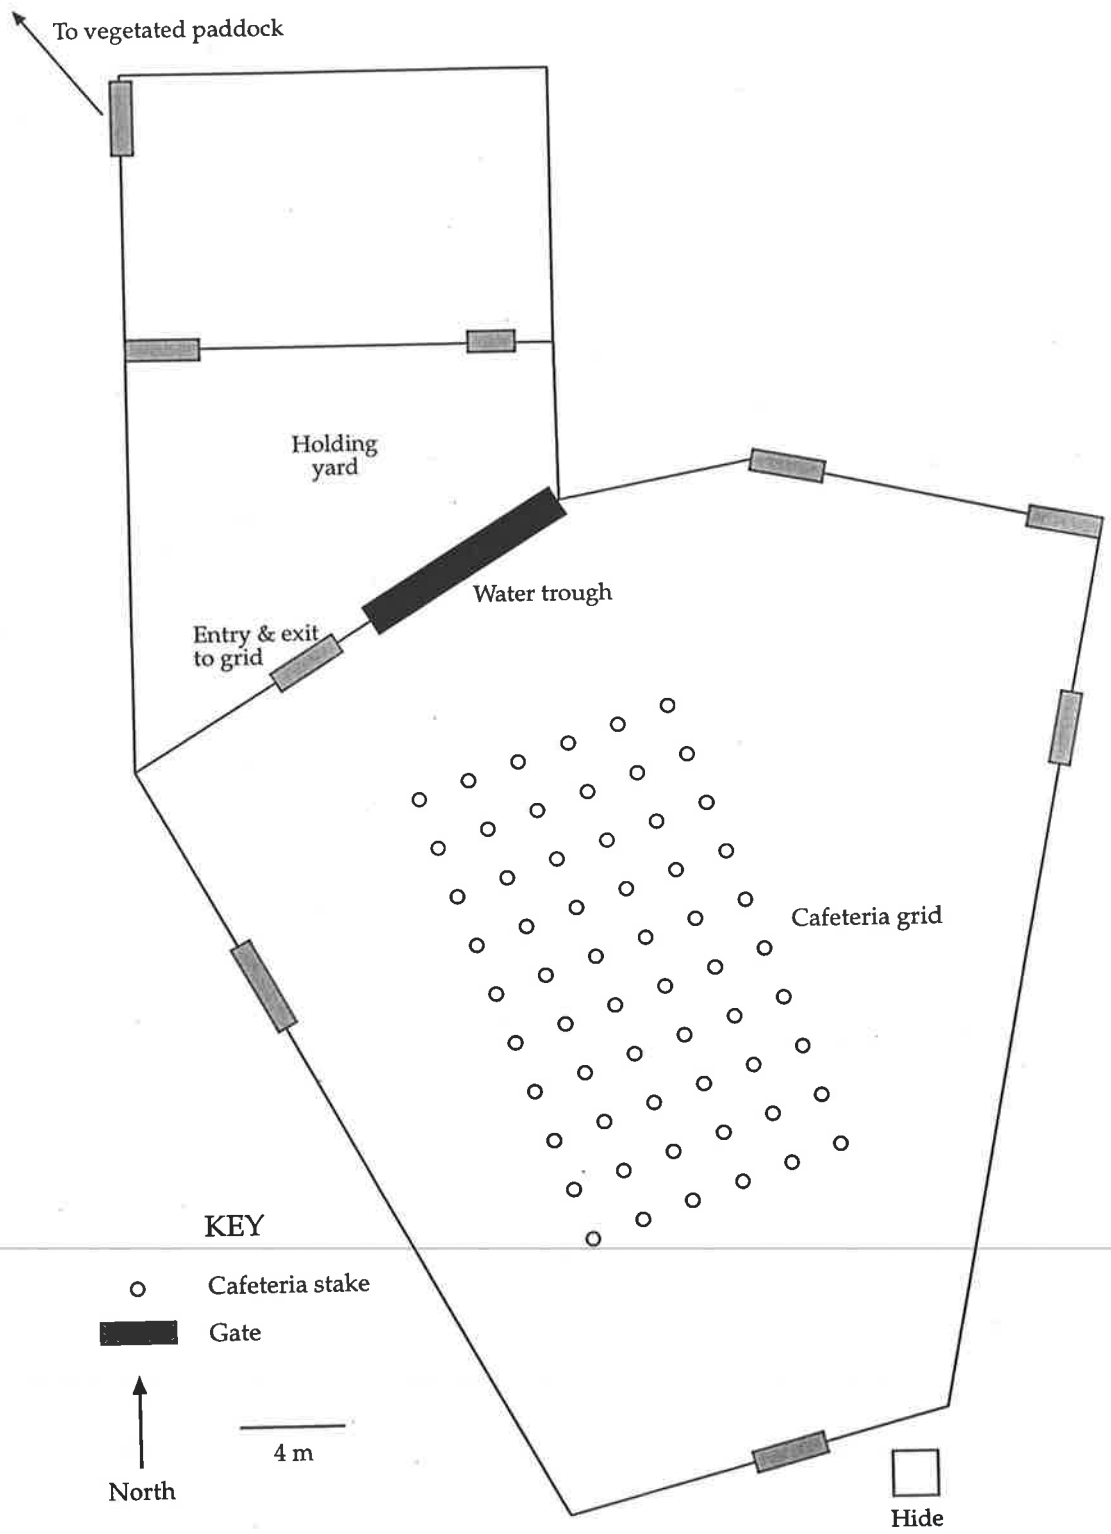 To vegetated paddock
Holding
yard
Water trough
Entry & exit
to grid
Cafeteria grid
KEY
Cafeteria stake
Gate
4 m
North
Hide